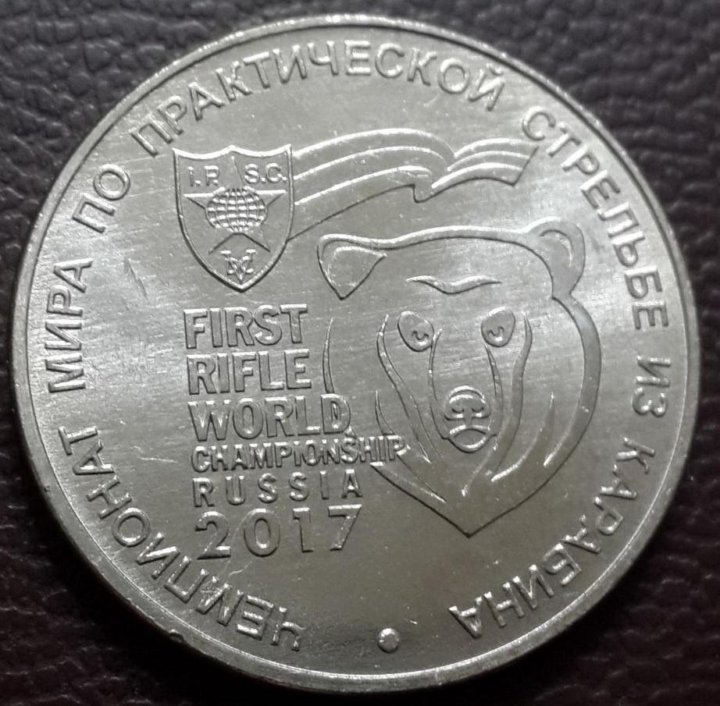 ЧЕМПИОНАТ МИРА ПО ПРАКТИЧЕСКОЙ СТРЕЛЬБЕ ИЗ КАРАБИНА
I.P.S.C.
FIRST
RIFLE
WORLD
CHAMPIONSHIP
RUSSIA
2017